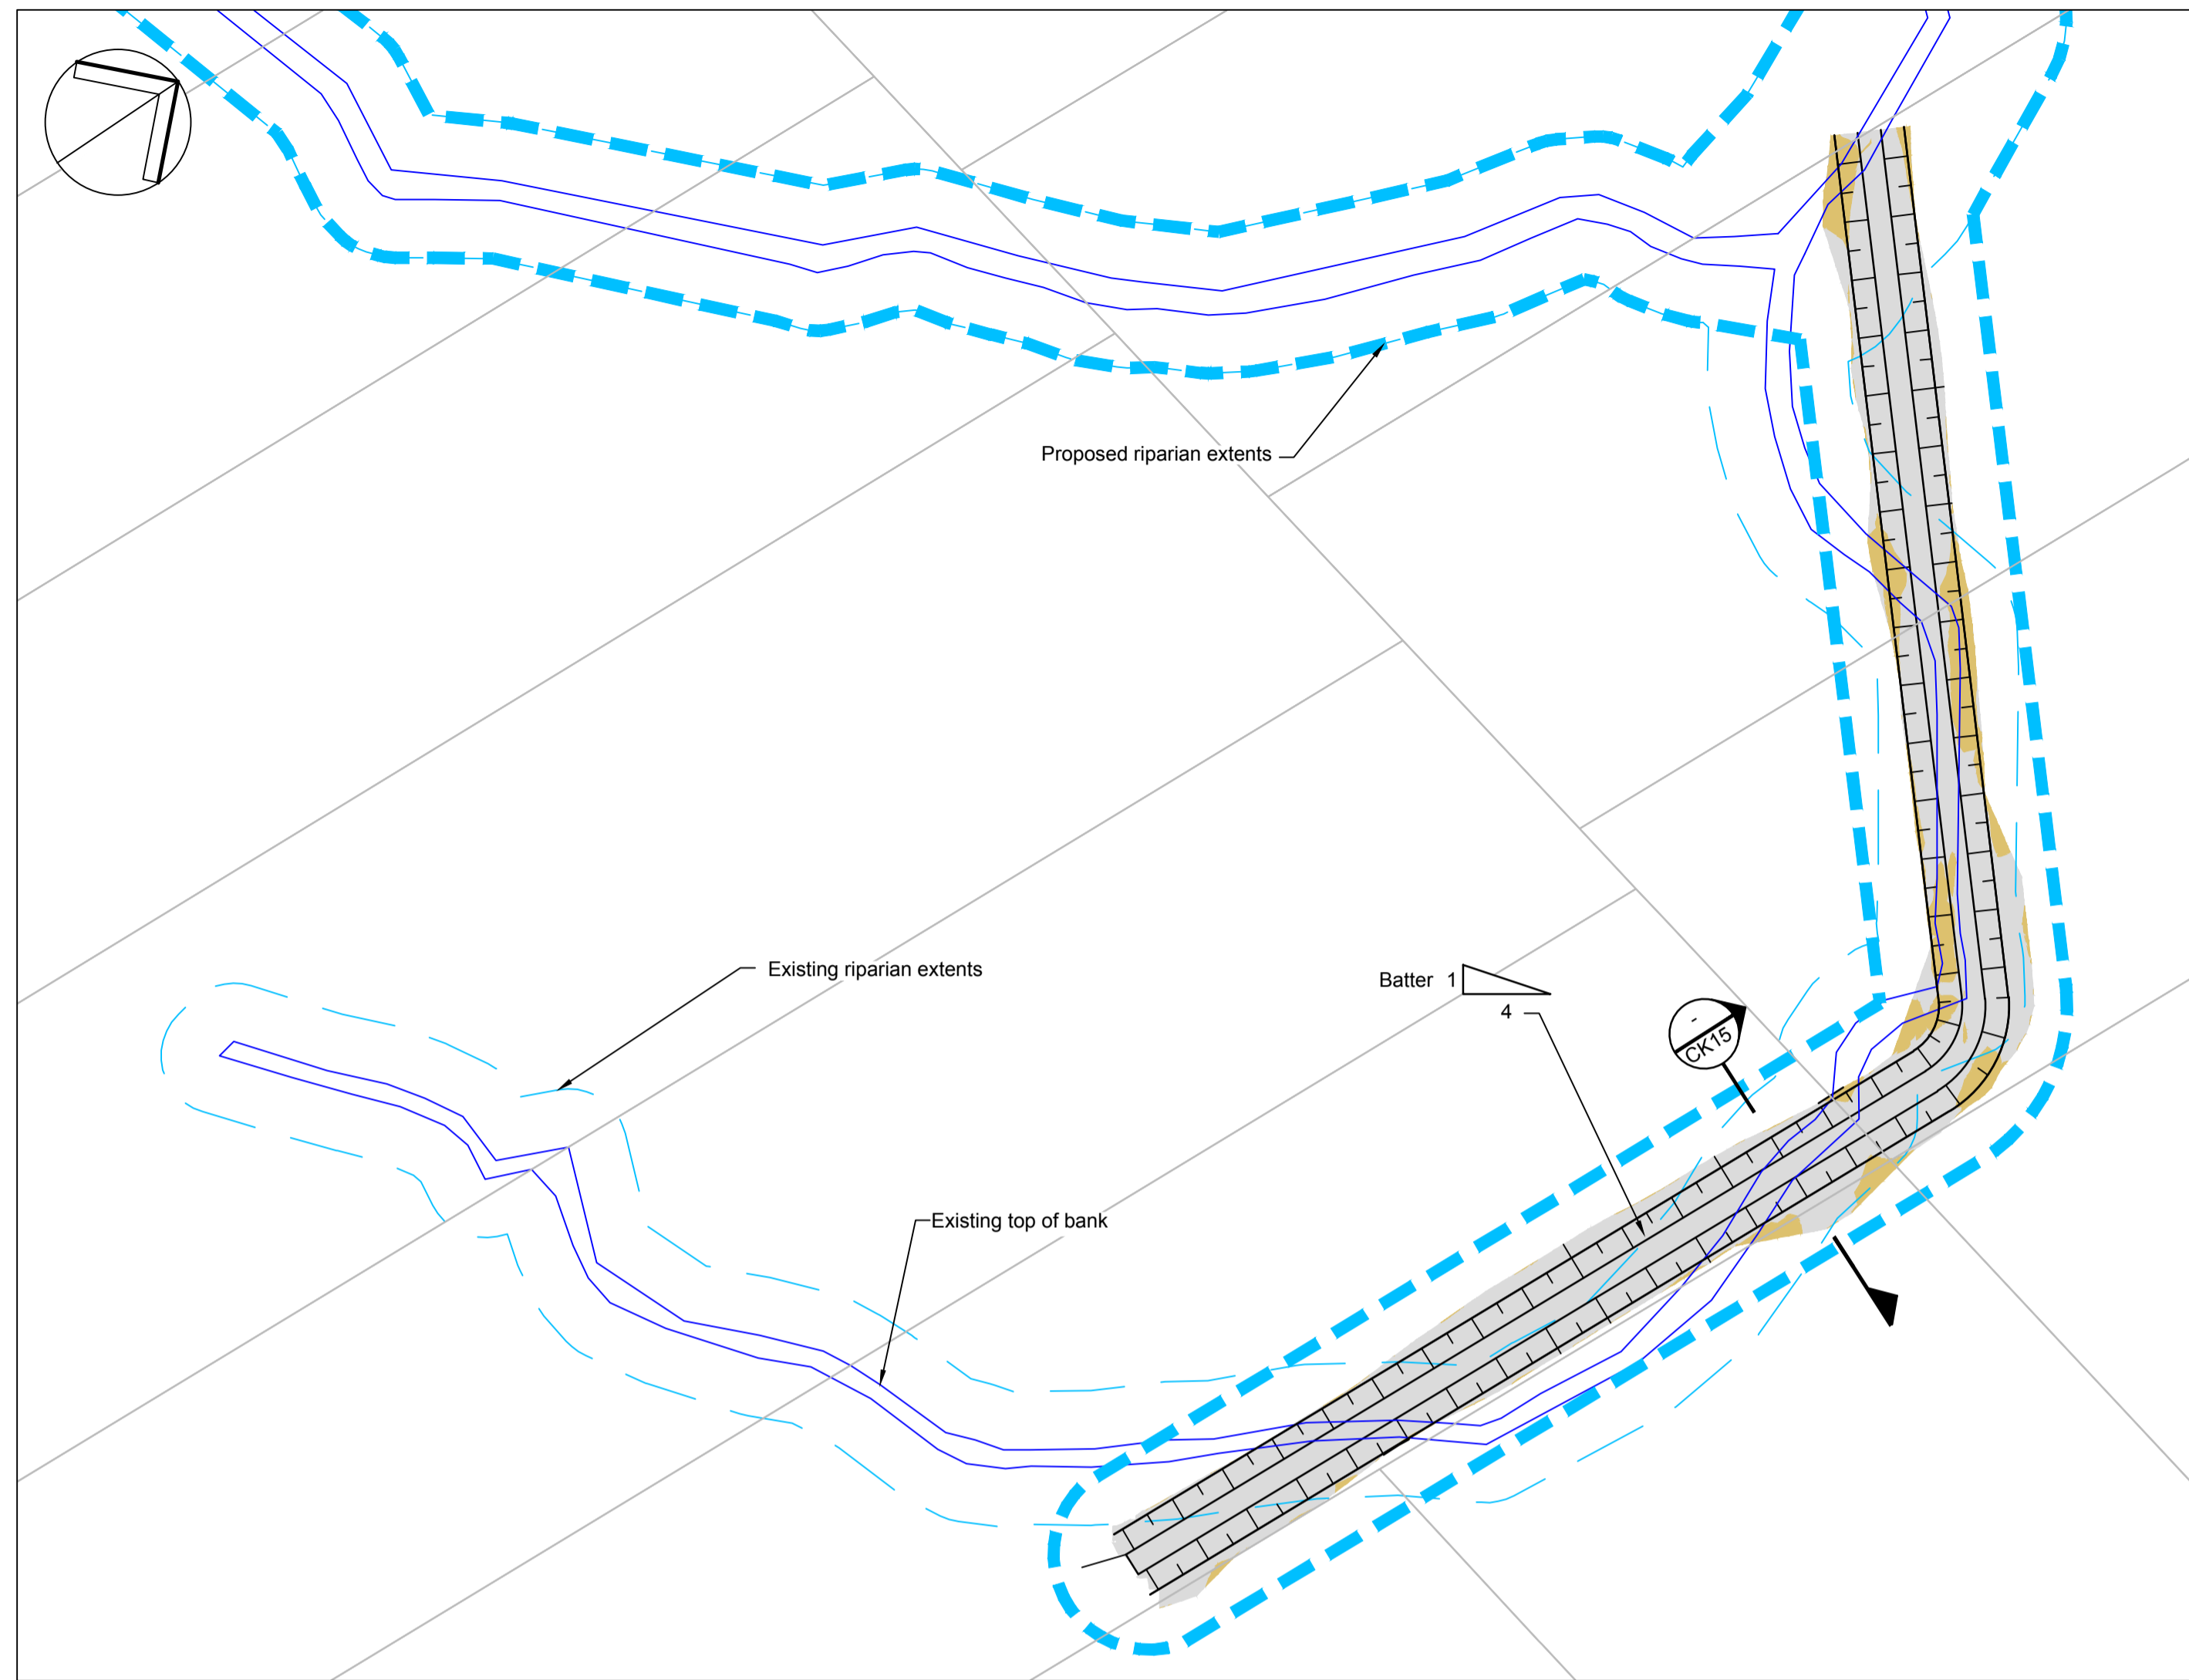 Proposed riparian extents
Existing riparian extents
Batter 1
4
-
CK15
Existing top of bank